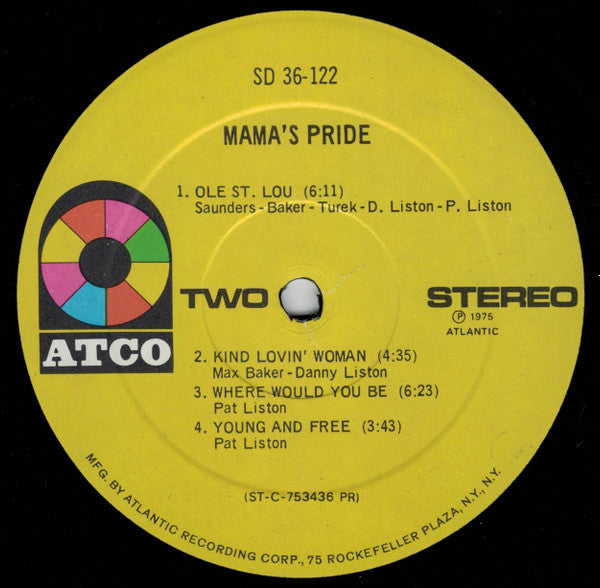 SD 36-122
MAMA'S PRIDE
1. OLE ST. LOU (6:11)
Saunders - Baker - Turek - D. Liston - P. Liston
ATCO
TWO
STEREO
Ⓟ 1975
ATLANTIC
2. KIND LOVIN' WOMAN (4:35)
Max Baker - Danny Liston
3. WHERE WOULD YOU BE (6:23)
Pat Liston
4. YOUNG AND FREE (3:43)
Pat Liston
(ST-C-753436 PR)
MFG. BY ATLANTIC RECORDING CORP., 75 ROCKEFELLER PLAZA, N.Y., N.Y.